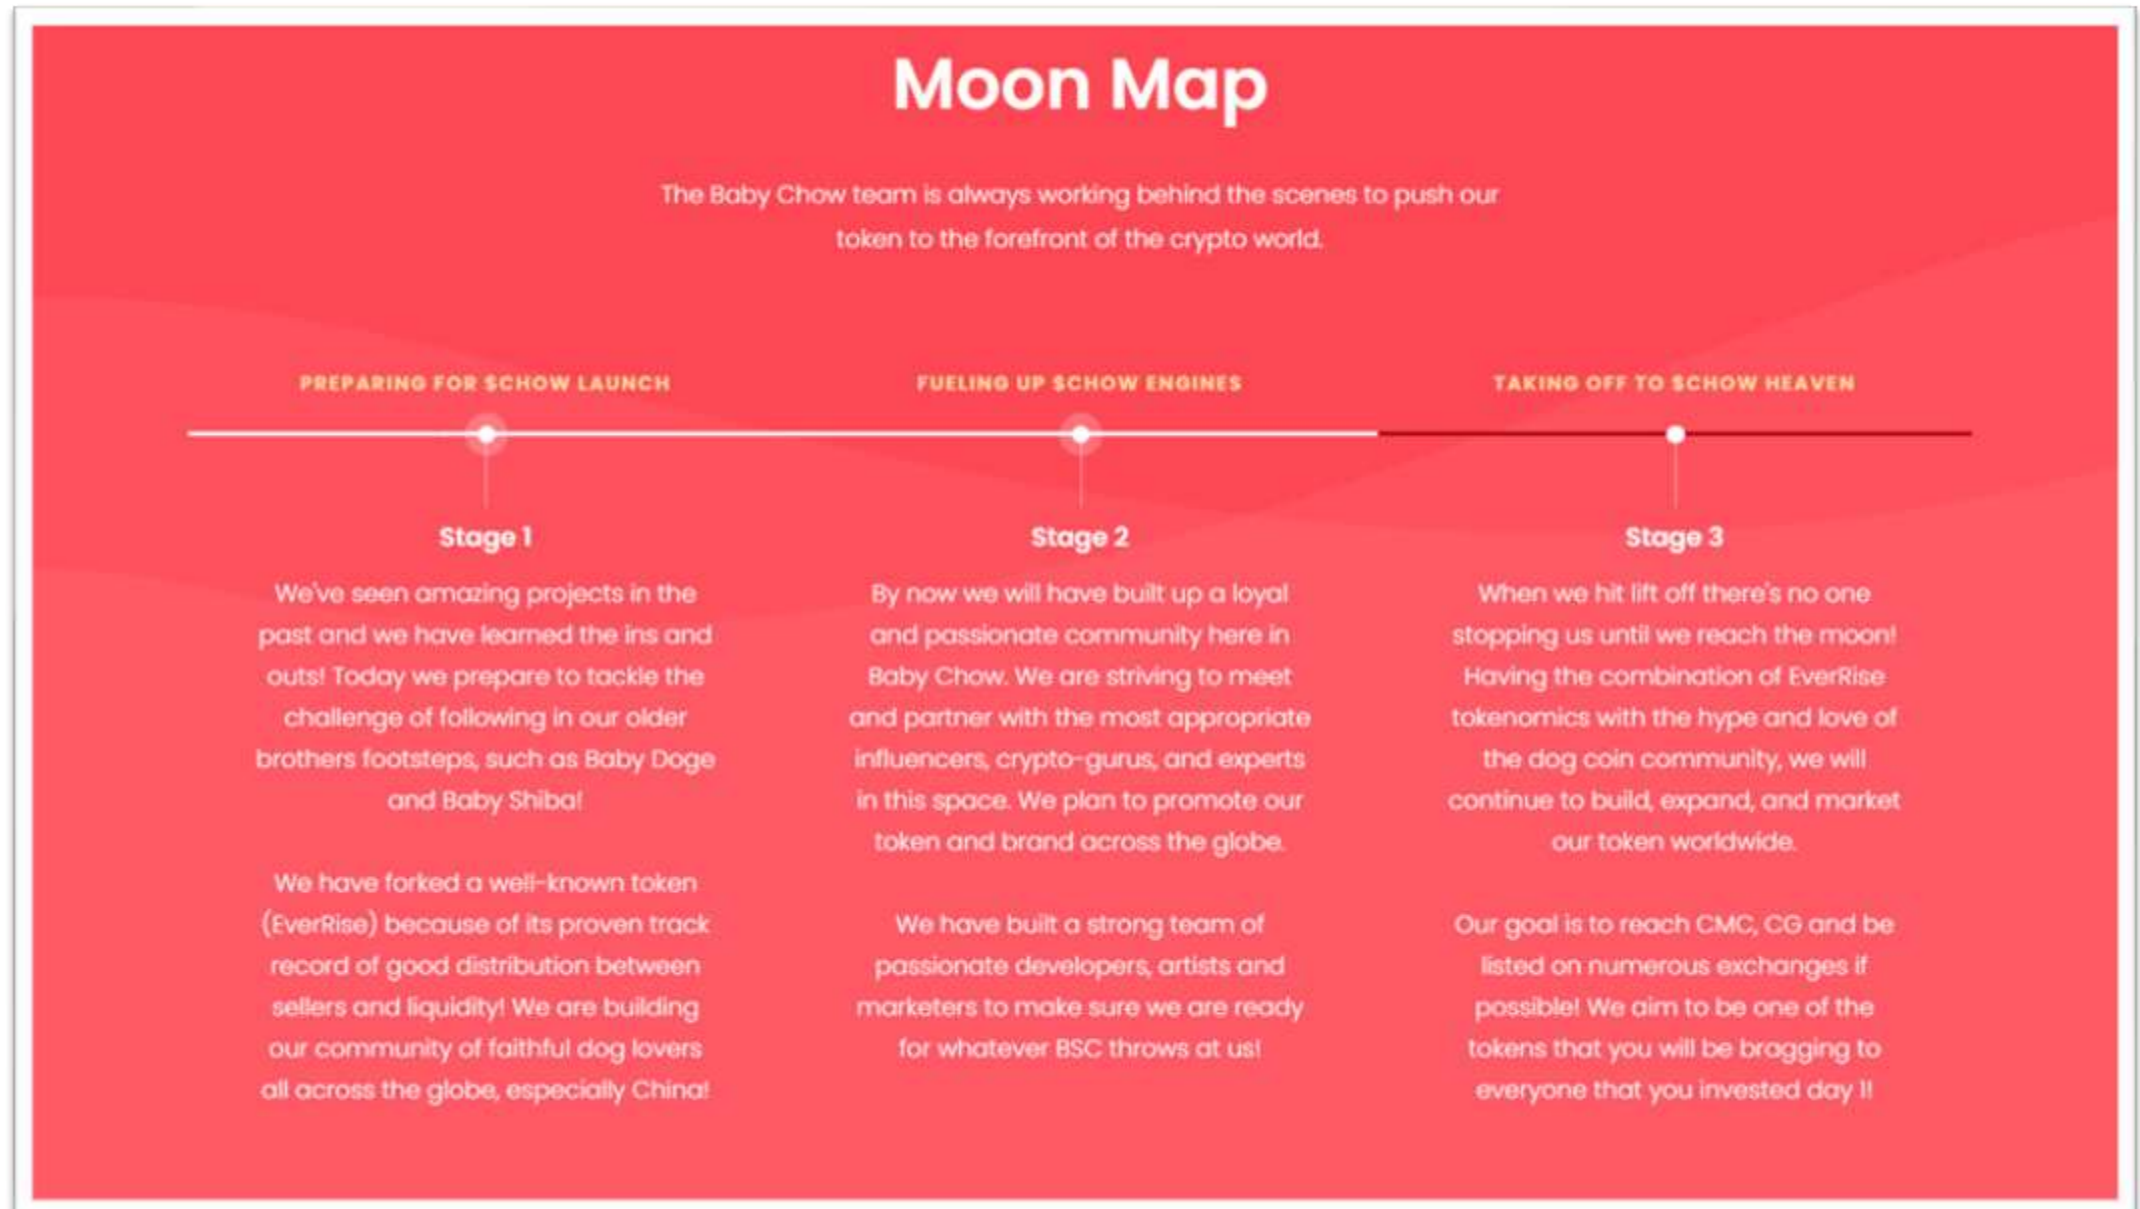 Moon Map
The Baby Chow team is always working behind the scenes to push our
token to the forefront of the crypto world.
PREPARING FOR $CHOW LAUNCH
Stage 1
We've seen amazing projects in the
past and we have learned the ins and
outs! Today we prepare to tackle the
challenge of following in our older
brothers footsteps, such as Baby Doge
and Baby Shiba!
We have forked a well-known token
(EverRise) because of its proven track
record of good distribution between
sellers and liquidity! We are building
our community of faithful dog lovers
all across the globe, especially China!
FUELING UP $CHOW ENGINES
Stage 2
By now we will have built up a loyal
and passionate community here in
Baby Chow. We are striving to meet
and partner with the most appropriate
influencers, crypto-gurus, and experts
in this space. We plan to promote our
token and brand across the globe.
We have built a strong team of
passionate developers, artists and
marketers to make sure we are ready
for whatever BSC throws at us!
TAKING OFF TO $CHOW HEAVEN
Stage 3
When we hit lift off there's no one
stopping us until we reach the moon!
Having the combination of EverRise
tokenomics with the hype and love of
the dog coin community, we will
continue to build, expand, and market
our token worldwide.
Our goal is to reach CMC, CG and be
listed on numerous exchanges if
possible! We aim to be one of the
tokens that you will be bragging to
everyone that you invested day 1!